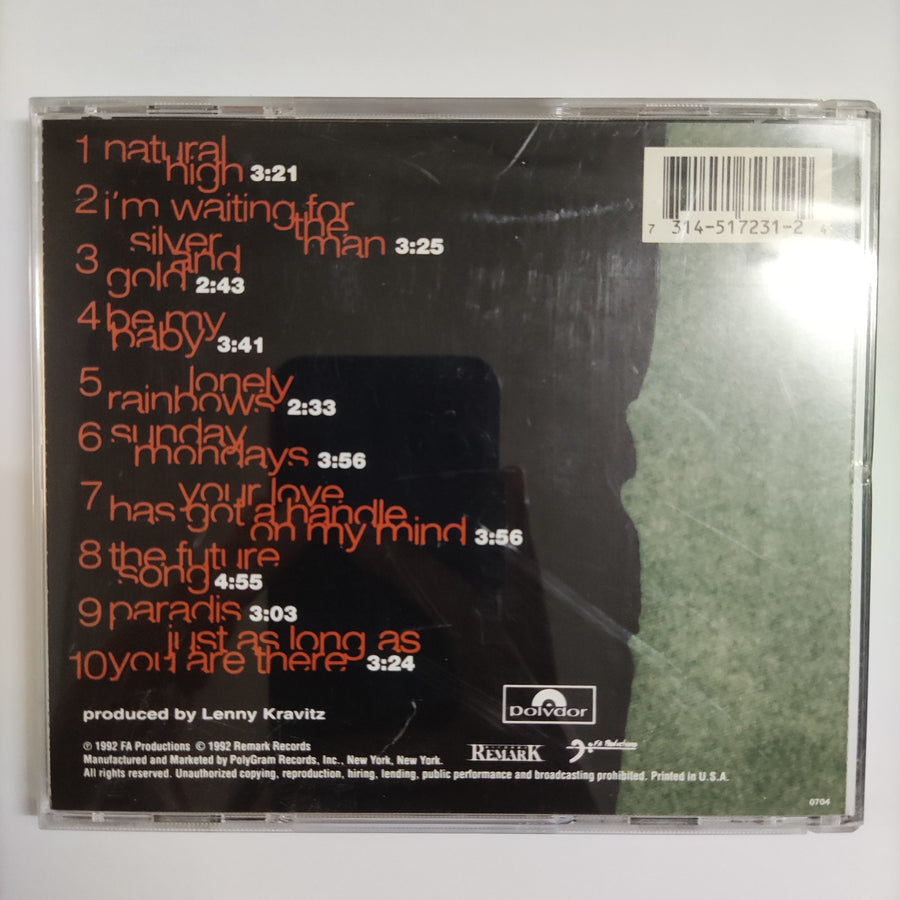 1 natural
high 3:21
2 i'm waiting for
the
man 3:25
silver
3 and
gold 2:43
4 be my
baby 3:41
5 lonely
rainbows 2:33
6 sunday
mondays 3:56
your love
7 has got a handle
on my mind 3:56
8 the future
song 4:55
9 paradis 3:03
just as long as
10 you are there 3:24
produced by Lenny Kravitz
℗ 1992 FA Productions © 1992 Remark Records
Manufactured and Marketed by PolyGram Records, Inc., New York, New York.
All rights reserved. Unauthorized copying, reproduction, hiring, lending, public performance and broadcasting prohibited. Printed in U.S.A.
polydor
REMARK
FA Productions
7 314-517231-2 4
0704